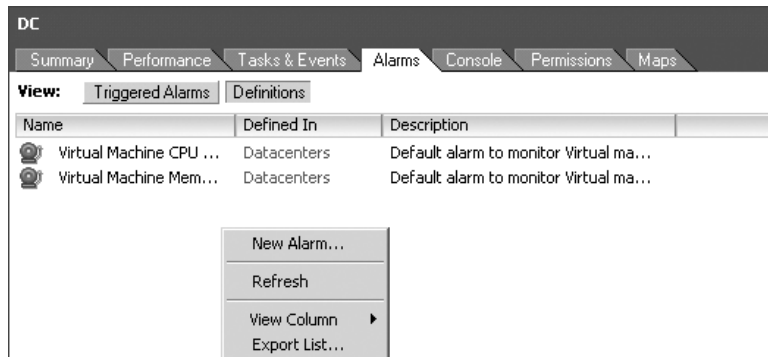 DC
Summary Performance Tasks & Events Alarms Console Permissions Maps
View: Triggered Alarms Definitions
Name Defined In Description
Virtual Machine CPU ... Datacenters Default alarm to monitor Virtual ma...
Virtual Machine Mem... Datacenters Default alarm to monitor Virtual ma...
New Alarm...
Refresh
View Column
Export List...